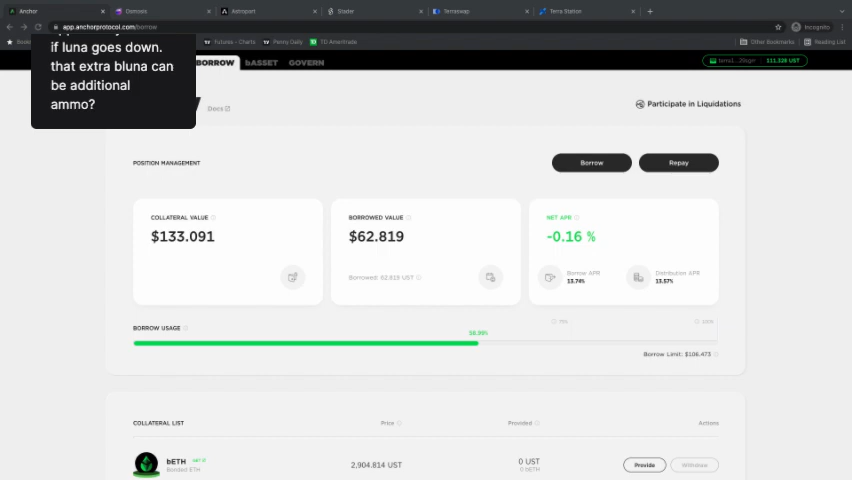 Anchor
Osmosis
Astroport
Stader
Terraswap
Terra Station
app.anchorprotocol.com/borrow
Incognito
Futures – Charts
Penny Daily
TD Ameritrade
Other Bookmarks
Reading List
if luna goes down.
that extra bluna can
be additional
ammo?
BORROW
bASSET
GOVERN
111.328 UST
Docs
Participate in Liquidations
POSITION MANAGEMENT
Borrow
Repay
COLLATERAL VALUE
BORROWED VALUE
NET APR
$133.091
$62.819
-0.16 %
Borrowed: 62.819 UST
Borrow APR
13.74%
Distribution APR
13.57%
BORROW USAGE
75%
100%
Borrow Limit: $106.473
COLLATERAL LIST
Price
Provided
Actions
bETH
Bonded ETH
2,904.814 UST
0 UST
0 bETH
Provide
Withdraw